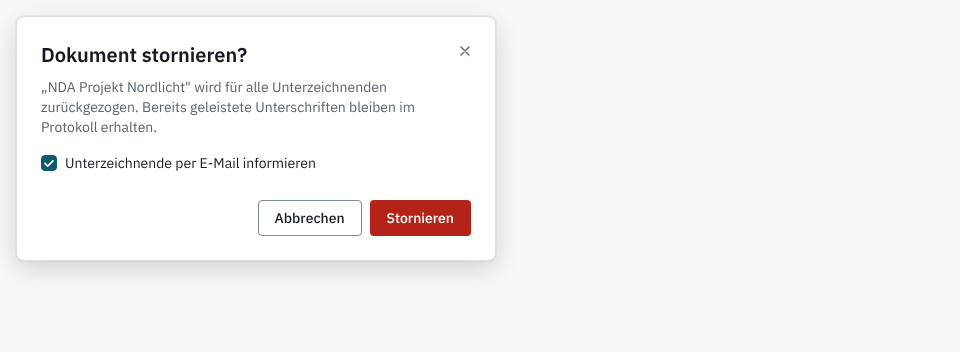 Dokument stornieren?
„NDA Projekt Nordlicht" wird für alle Unterzeichnenden
zurückgezogen. Bereits geleistete Unterschriften bleiben im
Protokoll erhalten.
Unterzeichnende per E-Mail informieren
Abbrechen
Stornieren